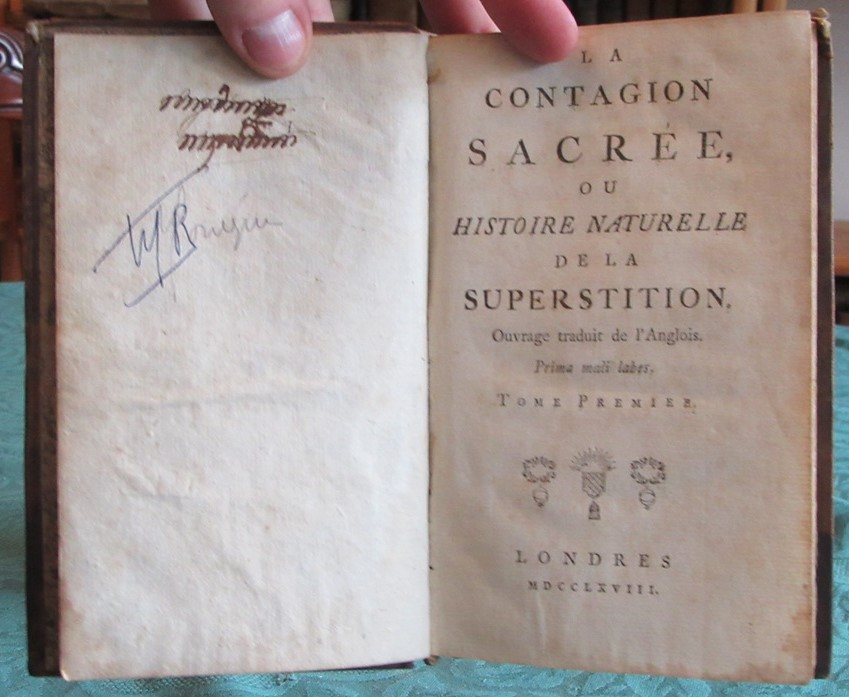 LA
CONTAGION
SACRÉE,
OU
HISTOIRE NATURELLE
DE LA
SUPERSTITION.
Ouvrage traduit de l'Anglois.
Prima mali labes.
TOME PREMIER.
LONDRES
MDCCLXVIII.